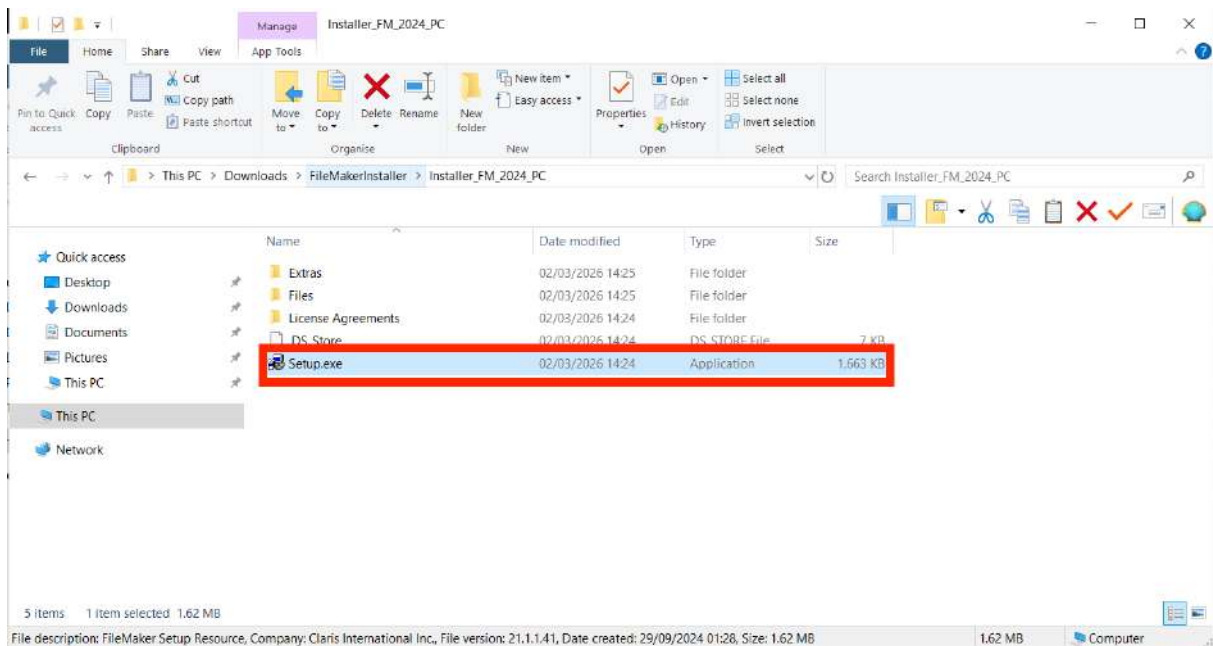 Manage Installer_FM_2024_PC
File Home Share View App Tools
Pin to Quick access
Copy
Paste
Cut
Copy path
Paste shortcut
Clipboard
Move to
Copy to
Delete
Rename
Organise
New folder
New item
Easy access
New
Properties
Open
Edit
History
Open
Select all
Select none
Invert selection
Select
> This PC > Downloads > FileMakerInstaller > Installer_FM_2024_PC
Search Installer_FM_2024_PC
Name Date modified Type Size
Quick access
Desktop
Downloads
Documents
Pictures
This PC
This PC
Network
Extras 02/03/2026 14:25 File folder
Files 02/03/2026 14:25 File folder
License Agreements 02/03/2026 14:24 File folder
DS_Store 02/03/2026 14:24 DS_STORE File 7 KB
Setup.exe 02/03/2026 14:24 Application 1,663 KB
5 items 1 item selected 1.62 MB
File description: FileMaker Setup Resource, Company: Claris International Inc., File version: 21.1.1.41, Date created: 29/09/2024 01:28, Size: 1.62 MB 1.62 MB Computer